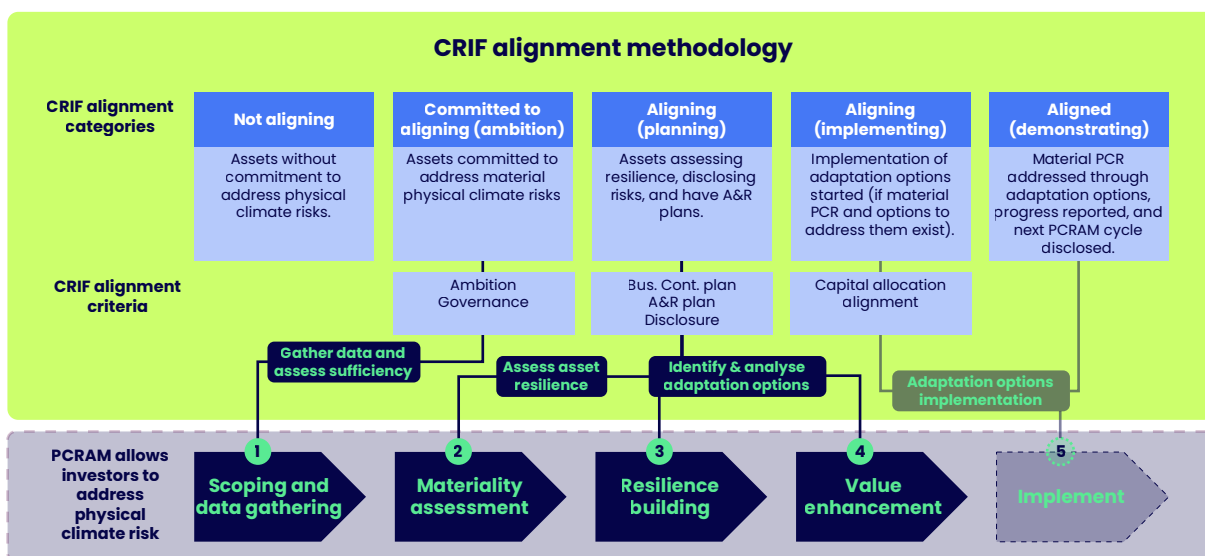 CRIF alignment methodology
CRIF alignment
categories
Not aligning
Committed to
aligning (ambition)
Aligning
(planning)
Aligning
(implementing)
Aligned
(demonstrating)
Assets without
commitment to
address physical
climate risks.
Assets committed to
address material
physical climate risks
Assets assessing
resilience, disclosing
risks, and have A&R
plans.
Implementation of
adaptation options
started (if material
PCR and options to
address them exist).
Material PCR
addressed through
adaptation options,
progress reported, and
next PCRAM cycle
disclosed.
CRIF alignment
criteria
Ambition
Governance
Bus. Cont. plan
A&R plan
Disclosure
Capital allocation
alignment
Gather data and
assess sufficiency
Assess asset
resilience
Identify & analyse
adaptation options
Adaptation options
implementation
PCRAM allows
investors to
address
physical
climate risk
1
Scoping and
data gathering
2
Materiality
assessment
3
Resilience
building
4
Value
enhancement
5
Implement